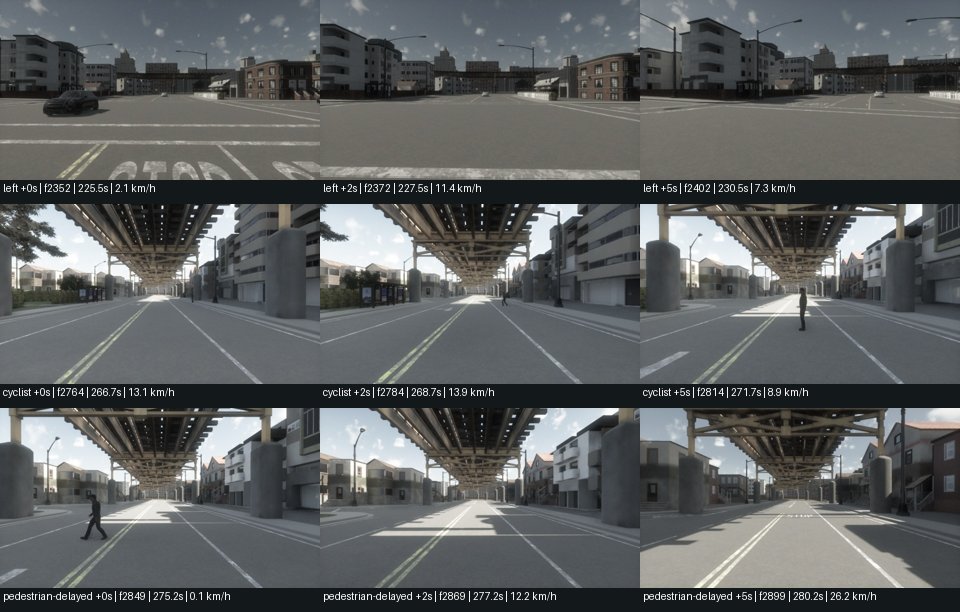 STOP
left +0s | f2352 | 225.5s | 2.1 km/h
left +2s | f2372 | 227.5s | 11.4 km/h
left +5s | f2402 | 230.5s | 7.3 km/h
cyclist +0s | f2764 | 266.7s | 13.1 km/h
cyclist +2s | f2784 | 268.7s | 13.9 km/h
cyclist +5s | f2814 | 271.7s | 8.9 km/h
STOP
pedestrian-delayed +0s | f2849 | 275.2s | 0.1 km/h
pedestrian-delayed +2s | f2869 | 277.2s | 12.2 km/h
pedestrian-delayed +5s | f2899 | 280.2s | 26.2 km/h